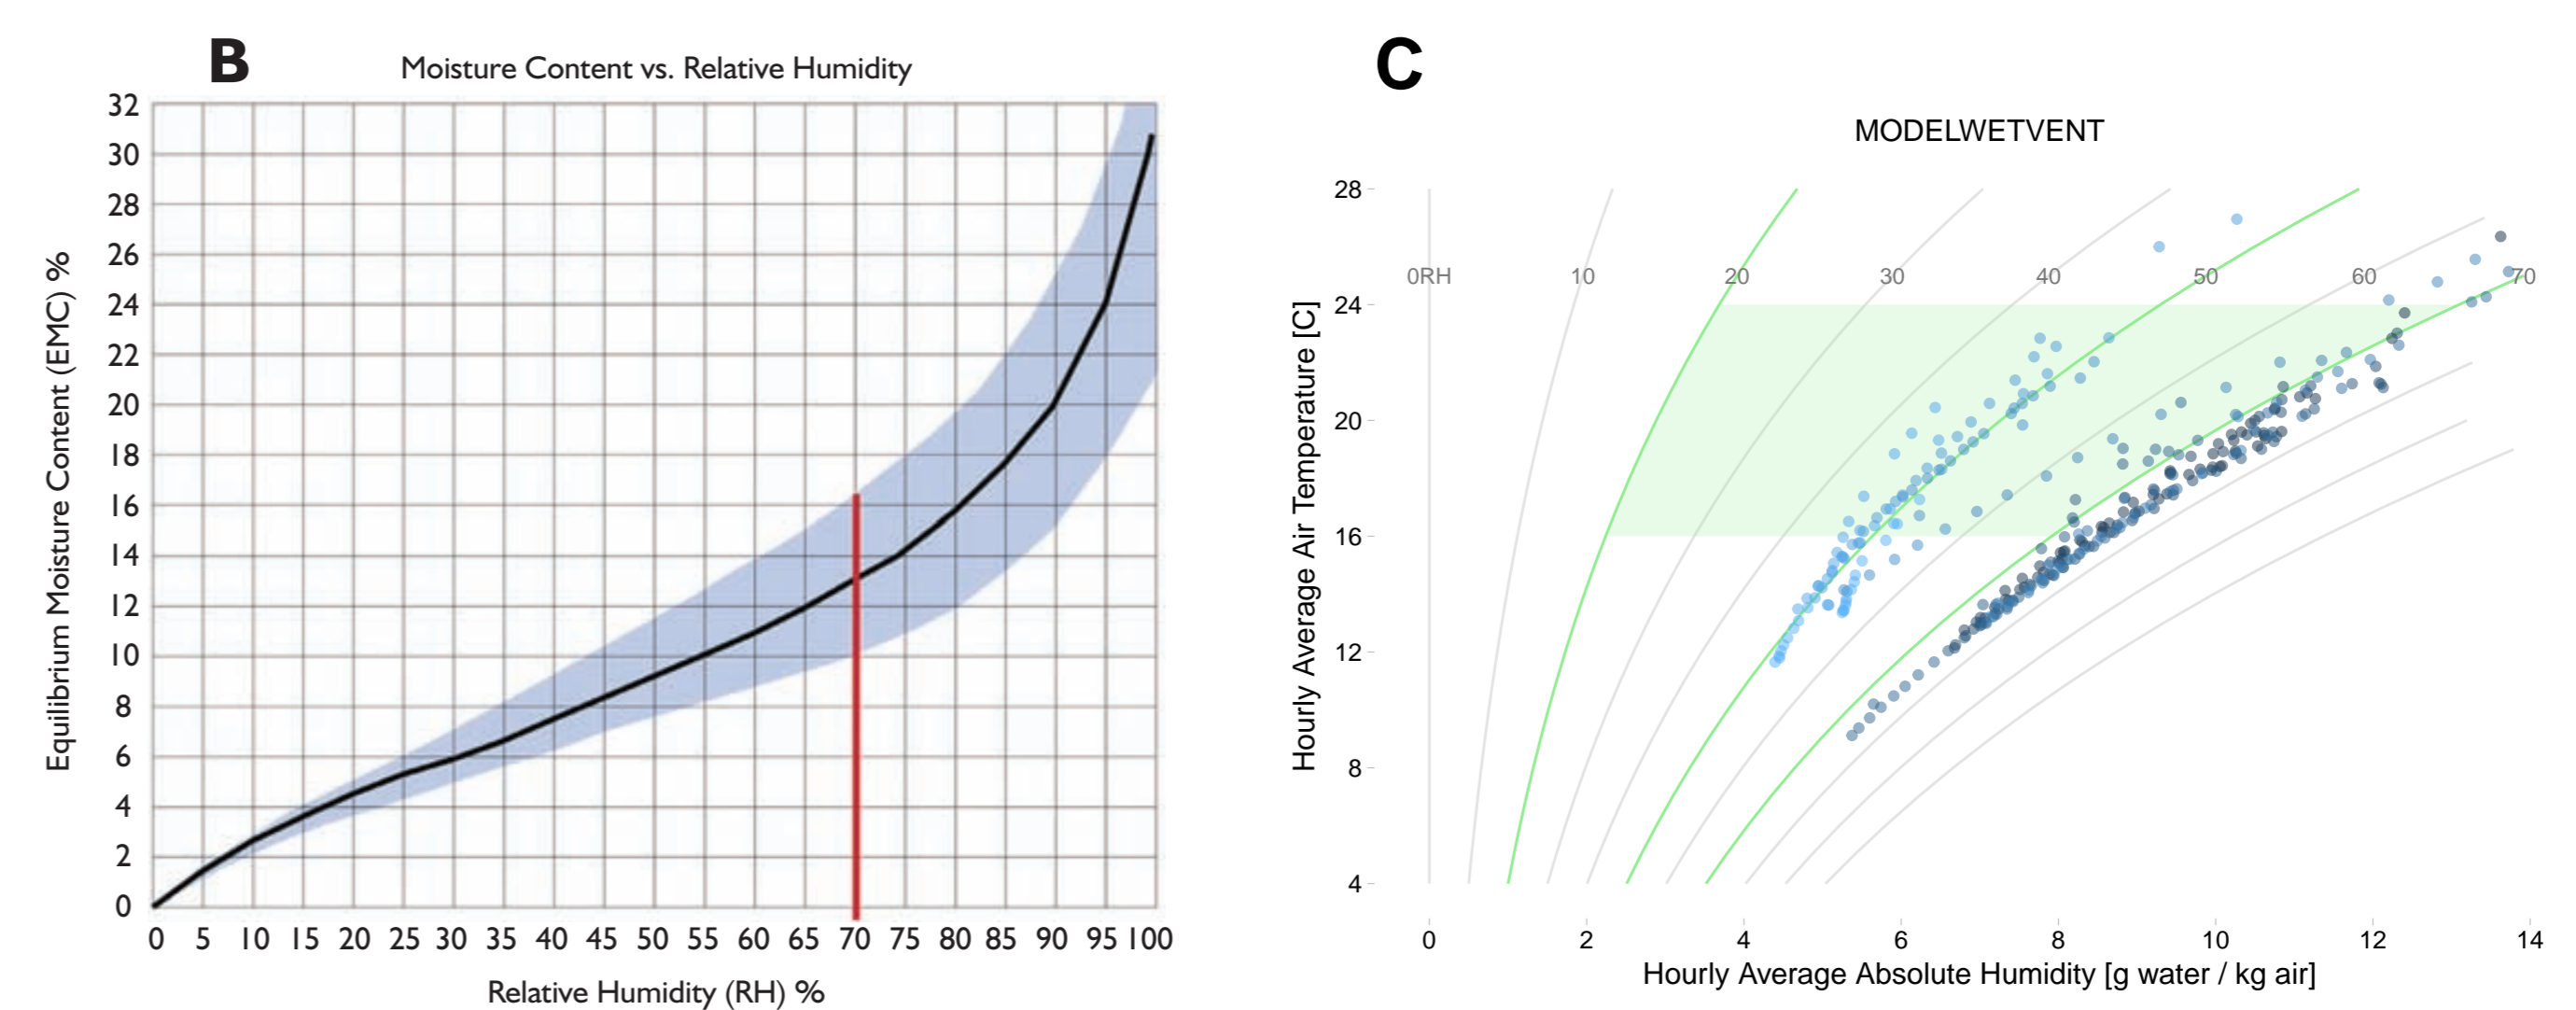 B
Moisture Content vs. Relative Humidity
Equilibrium Moisture Content (EMC) %
32
30
28
26
24
22
20
18
16
14
12
10
8
6
4
2
0
0 5 10 15 20 25 30 35 40 45 50 55 60 65 70 75 80 85 90 95 100
Relative Humidity (RH) %
C
MODELWETVENT
Hourly Average Air Temperature [C]
28
24
20
16
12
8
4
0RH 10 20 30 40 50 60 70
0 2 4 6 8 10 12 14
Hourly Average Absolute Humidity [g water / kg air]